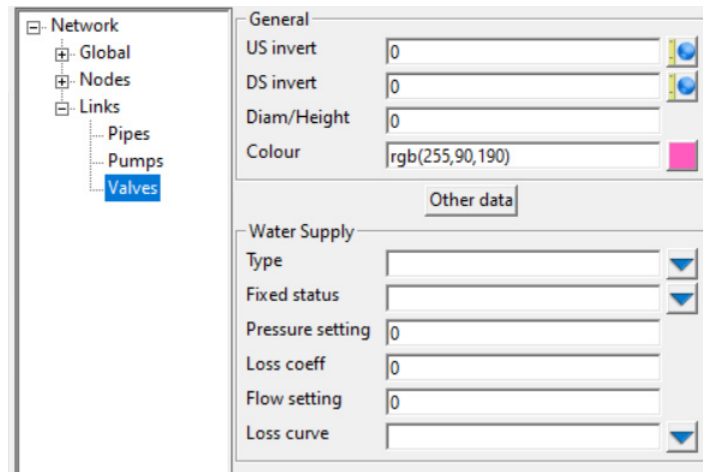 Network
Global
Nodes
Links
Pipes
Pumps
Valves
General
US invert 0
DS invert 0
Diam/Height 0
Colour rgb(255,90,190)
Other data
Water Supply
Type
Fixed status
Pressure setting 0
Loss coeff 0
Flow setting 0
Loss curve